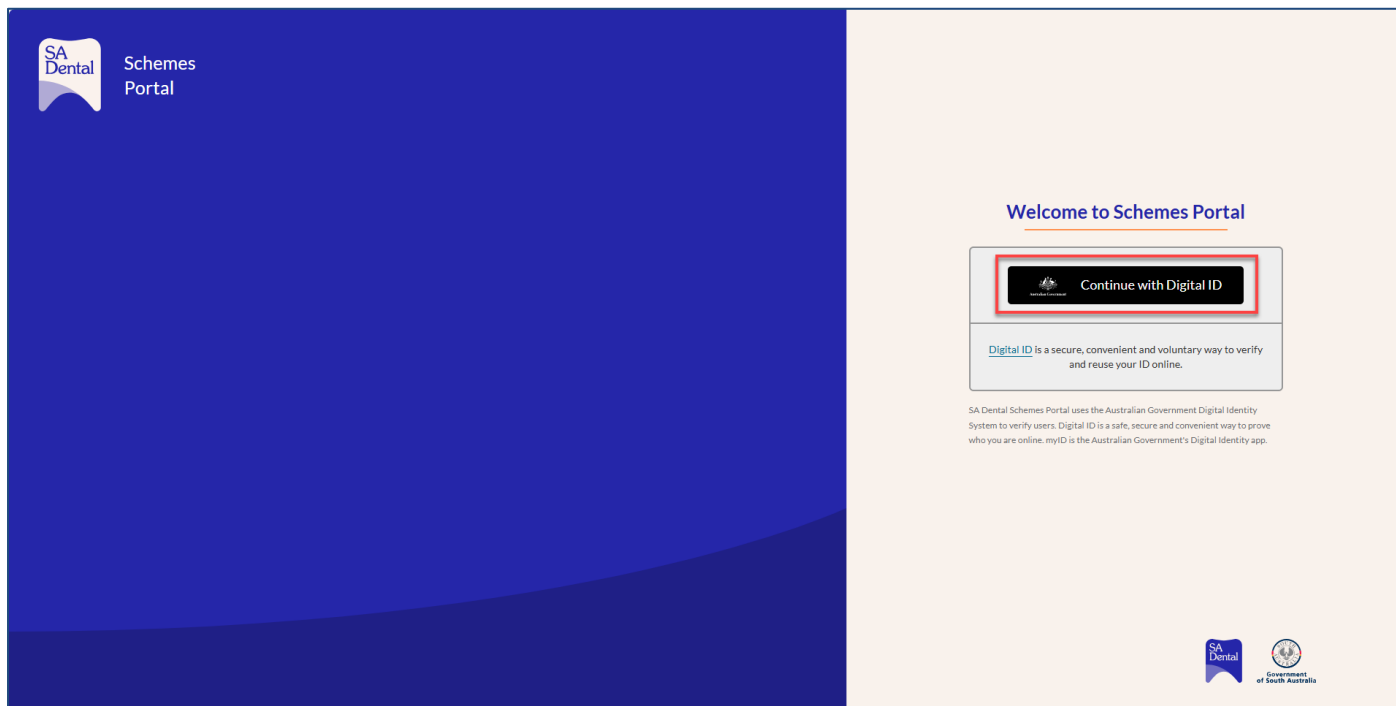 SA
Dental
Schemes
Portal
Welcome to Schemes Portal
Australian Government
Continue with Digital ID
Digital ID is a secure, convenient and voluntary way to verify
and reuse your ID online.
SA Dental Schemes Portal uses the Australian Government Digital Identity
System to verify users. Digital ID is a safe, secure and convenient way to prove
who you are online. myID is the Australian Government's Digital Identity app.
SA
Dental
Government
of South Australia